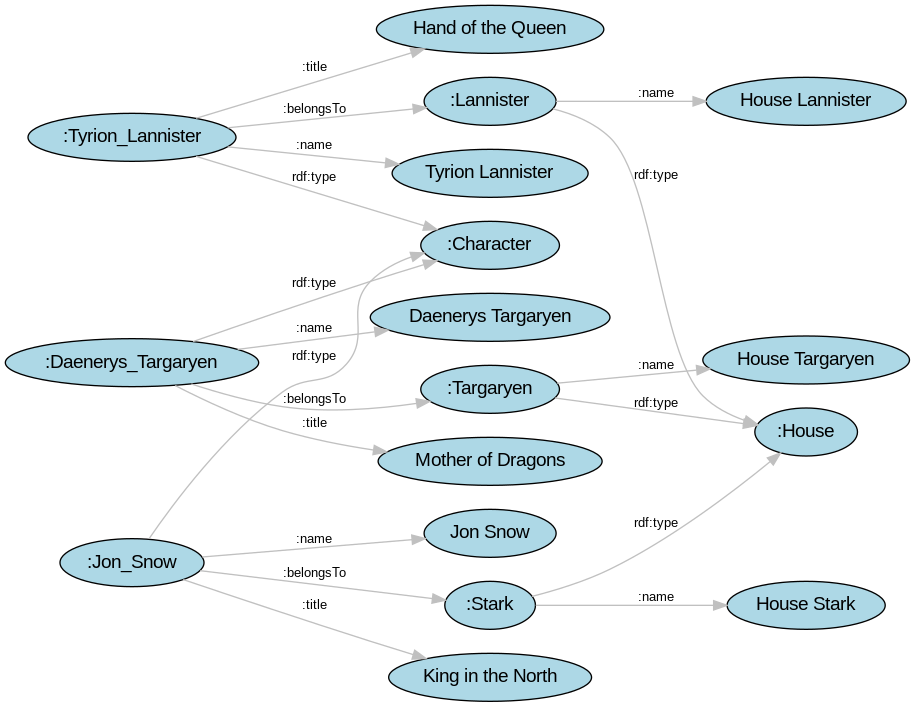 Hand of the Queen
:title
:Lannister
:name
House Lannister
:belongsTo
:Tyrion_Lannister
:name
Tyrion Lannister
rdf:type
rdf:type
:Character
rdf:type
Daenerys Targaryen
:name
rdf:type
:Daenerys_Targaryen
:name
House Targaryen
:Targaryen
:belongsTo
rdf:type
:title
:House
Mother of Dragons
rdf:type
Jon Snow
:name
:Jon_Snow
:belongsTo
:Stark
:name
House Stark
:title
King in the North